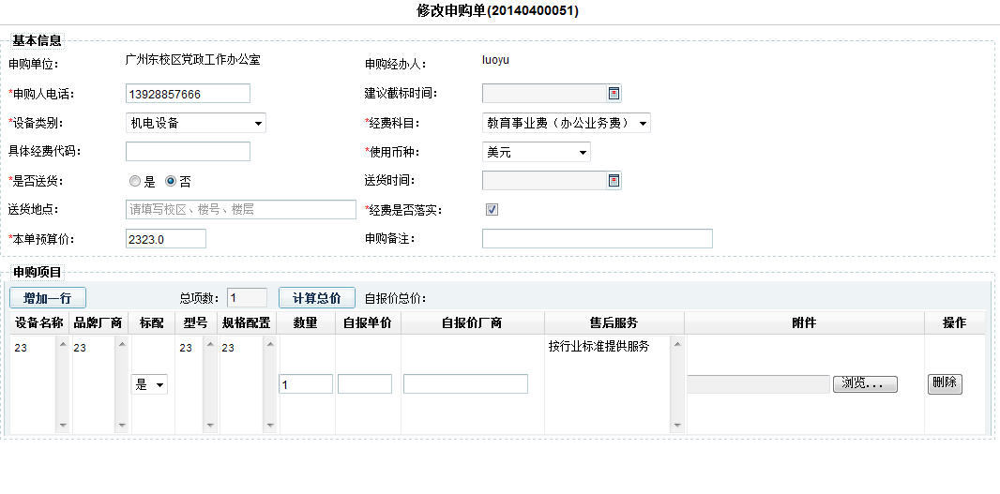 修改申购单(20140400051)
基本信息
申购单位： 广州东校区党政工作办公室 申购经办人： luoyu
*申购人电话： 13928857666 建议截标时间：
*设备类别： 机电设备 *经费科目： 教育事业费（办公业务费）
具体经费代码： *使用币种： 美元
*是否送货： 是 否 送货时间：
送货地点： 请填写校区、楼号、楼层 *经费是否落实：
*本单预算价： 2323.0 申购备注：
申购项目
增加一行 总项数： 1 计算总价 自报价总价：
设备名称 品牌厂商 标配 型号 规格配置 数量 自报单价 自报价厂商 售后服务 附件 操作
23 23 是 23 23 1 按行业标准提供服务 浏览... 删除